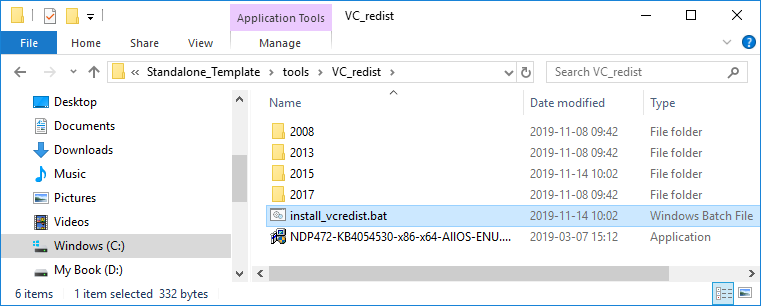 Application Tools VC_redist
File Home Share View Manage
« Standalone_Template > tools > VC_redist > Search VC_redist
Desktop
Documents
Downloads
Music
Pictures
Videos
Windows (C:)
My Book (D:)
Name Date modified Type
2008 2019-11-08 09:42 File folder
2013 2019-11-08 09:42 File folder
2015 2019-11-14 10:02 File folder
2017 2019-11-08 09:42 File folder
install_vcredist.bat 2019-11-14 10:02 Windows Batch File
NDP472-KB4054530-x86-x64-AllOS-ENU.... 2019-03-07 15:12 Application
6 items 1 item selected 332 bytes